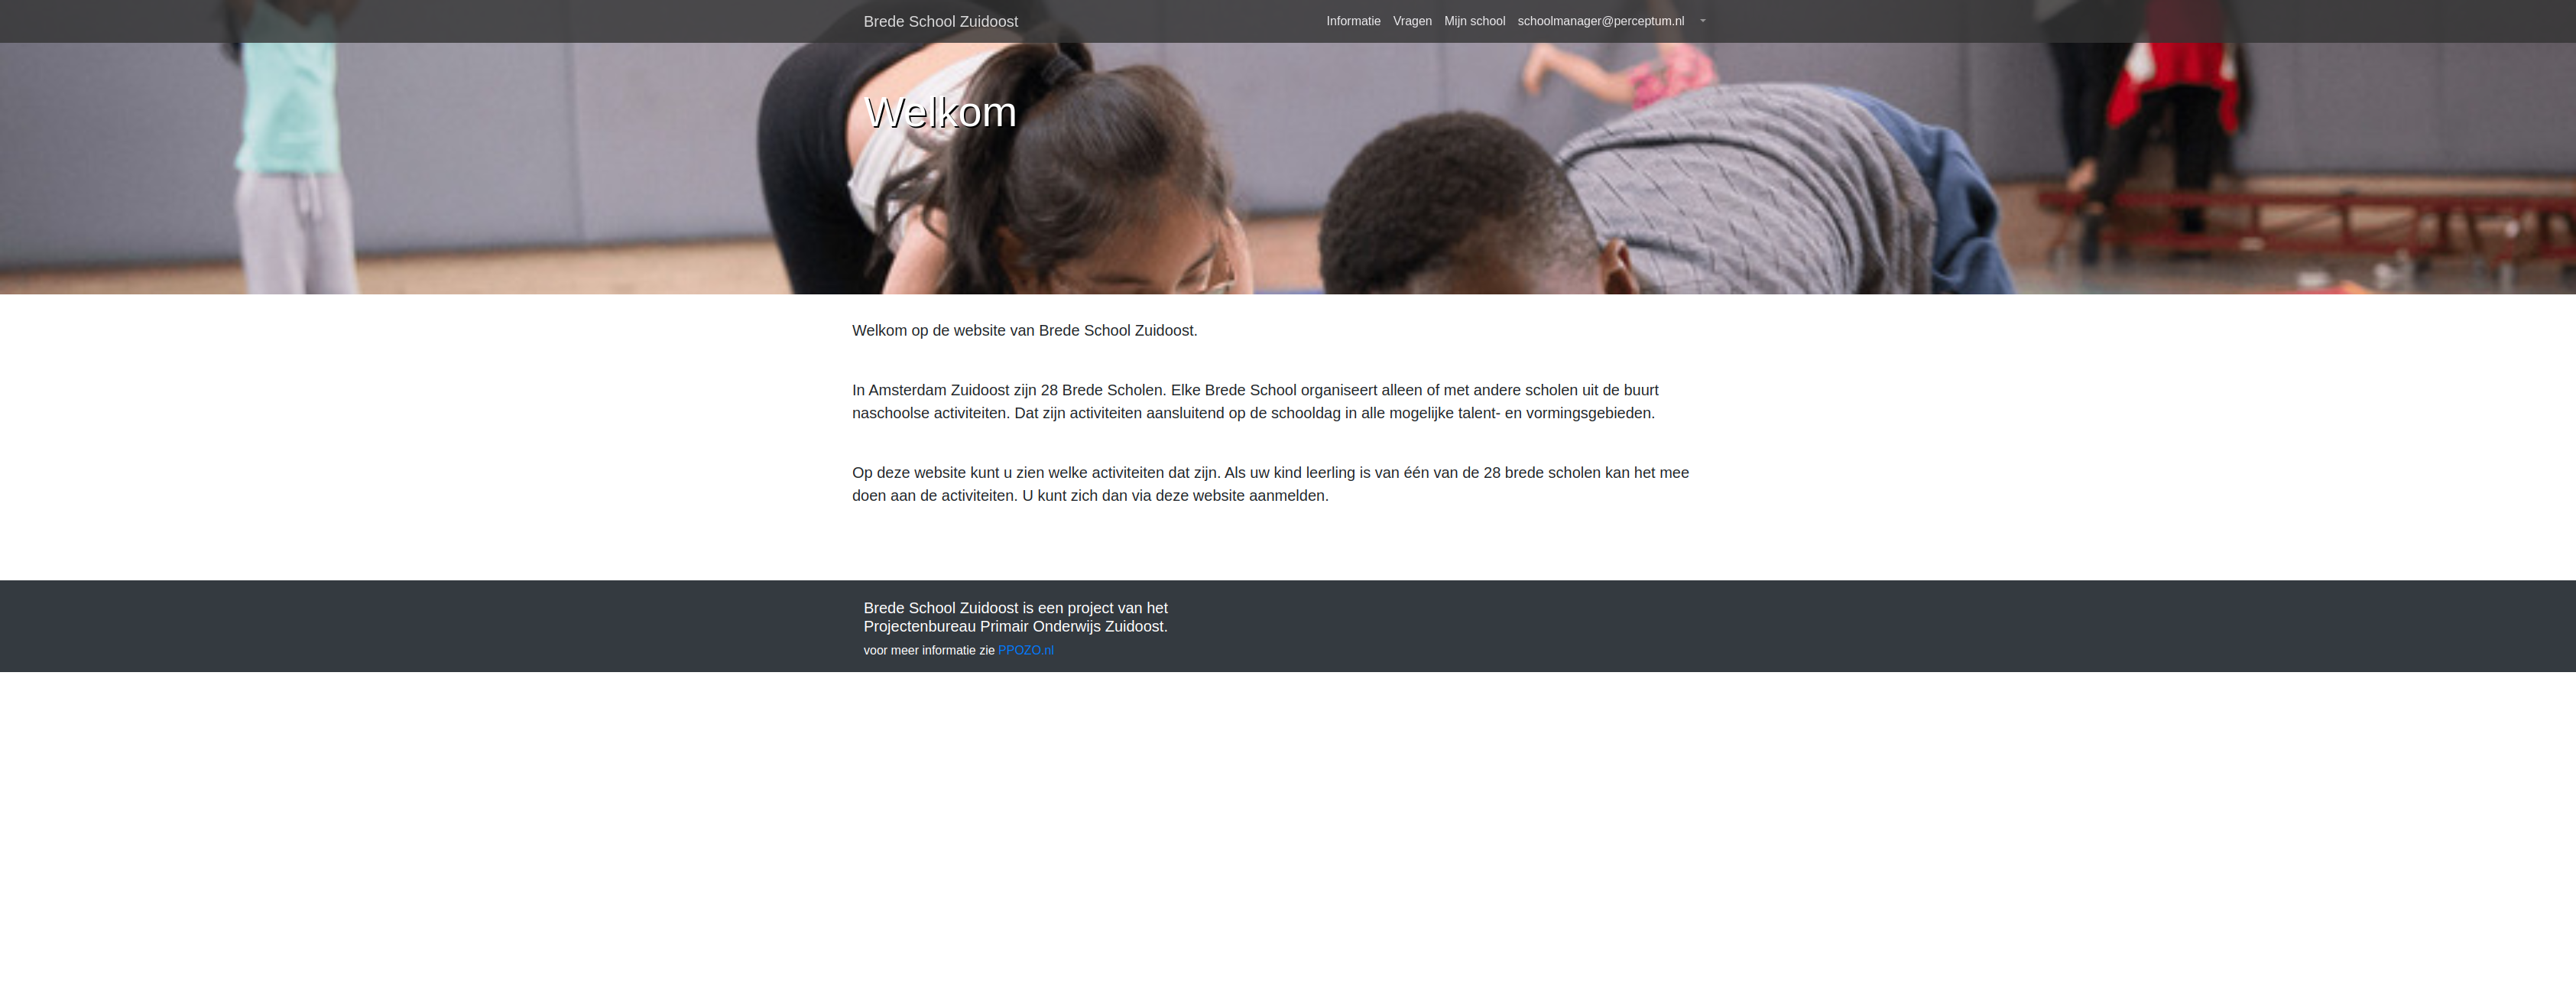 Brede School Zuidoost
Informatie Vragen Mijn school schoolmanager@perceptum.nl
Welkom
Welkom op de website van Brede School Zuidoost.
In Amsterdam Zuidoost zijn 28 Brede Scholen. Elke Brede School organiseert alleen of met andere scholen uit de buurt
naschoolse activiteiten. Dat zijn activiteiten aansluitend op de schooldag in alle mogelijke talent- en vormingsgebieden.
Op deze website kunt u zien welke activiteiten dat zijn. Als uw kind leerling is van één van de 28 brede scholen kan het mee
doen aan de activiteiten. U kunt zich dan via deze website aanmelden.
Brede School Zuidoost is een project van het
Projectenbureau Primair Onderwijs Zuidoost.
voor meer informatie zie PPOZO.nl